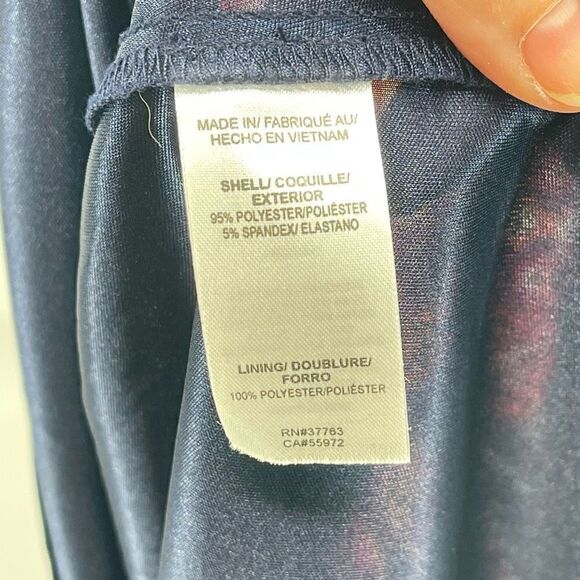 MADE IN/ FABRIQUÉ AU/
HECHO EN VIETNAM
SHELL/ COQUILLE/
EXTERIOR
95% POLYESTER/POLIÉSTER
5% SPANDEX/ ELASTANO
LINING/ DOUBLURE/
FORRO
100% POLYESTER/POLIÉSTER
RN#37763
CA#55972